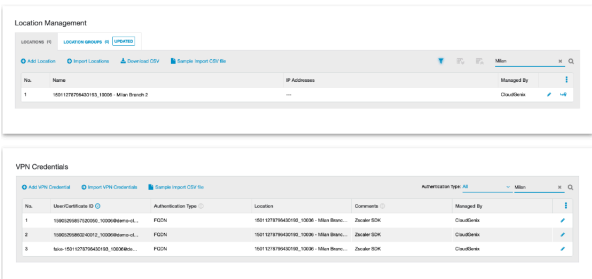 Location Management
LOCATIONS (1) LOCATION GROUPS (0) UPDATED
Add Location Import Locations Download CSV Sample Import CSV file Milan
No. Name IP Addresses Managed By
1 15011276796430193_10006 - Milan Branch 2 --- CloudGenix
VPN Credentials
Add VPN Credential Import VPN Credentials Sample Import CSV file Authentication Type: All Milan
No. User/Certificate ID Authentication Type Location Comments Managed By
1 FQDN 15011276796430193_10006 - Milan Branc... Zscaler SDK CloudGenix
2 FQDN 15011276796430193_10006 - Milan Branc... Zscaler SDK CloudGenix
3 FQDN 15011276796430193_10006 - Milan Branc... Zscaler SDK CloudGenix